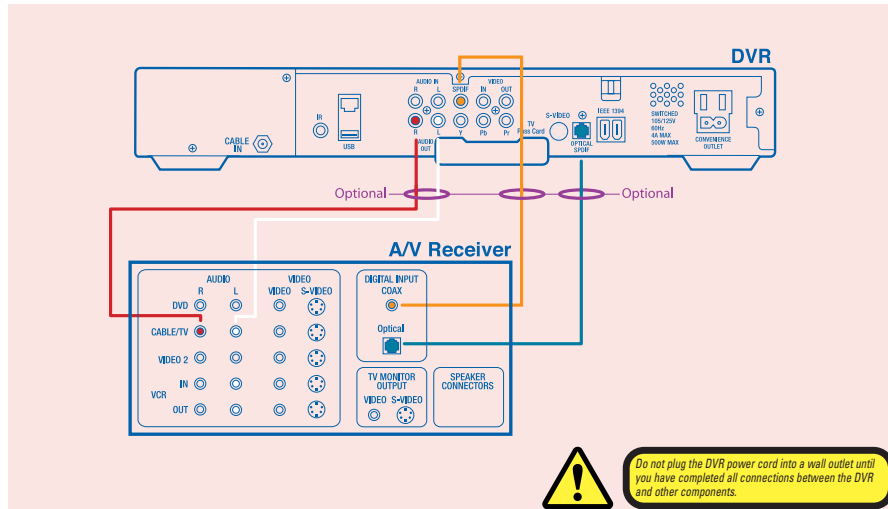 DVR
AUDIO IN
VIDEO
R
L
SPDIF
IN
OUT
IR
USB
CABLE
IN
R
L
Y
Pb
Pr
AUDIO
OUT
TV
Pass Card
S-VIDEO
OPTICAL
SPDIF
IEEE 1394
SWITCHED
105/125V
60Hz
4A MAX
500W MAX
CONVENIENCE
OUTLET
Optional
Optional
A/V Receiver
AUDIO
VIDEO
R
L
VIDEO
S-VIDEO
DVD
CABLE/TV
VIDEO 2
IN
VCR
OUT
DIGITAL INPUT
COAX
Optical
TV MONITOR
OUTPUT
VIDEO S-VIDEO
SPEAKER
CONNECTORS
!
Do not plug the DVR power cord into a wall outlet until
you have completed all connections between the DVR
and other components.